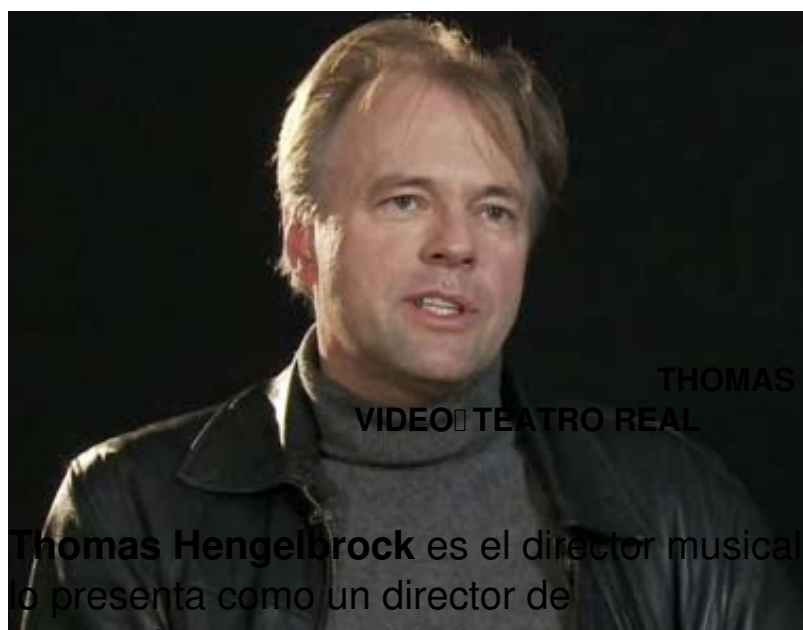 THOMAS
VIDEO▯ TEATRO REAL
Thomas Hengelbrock es el director musical
lo presenta como un director de